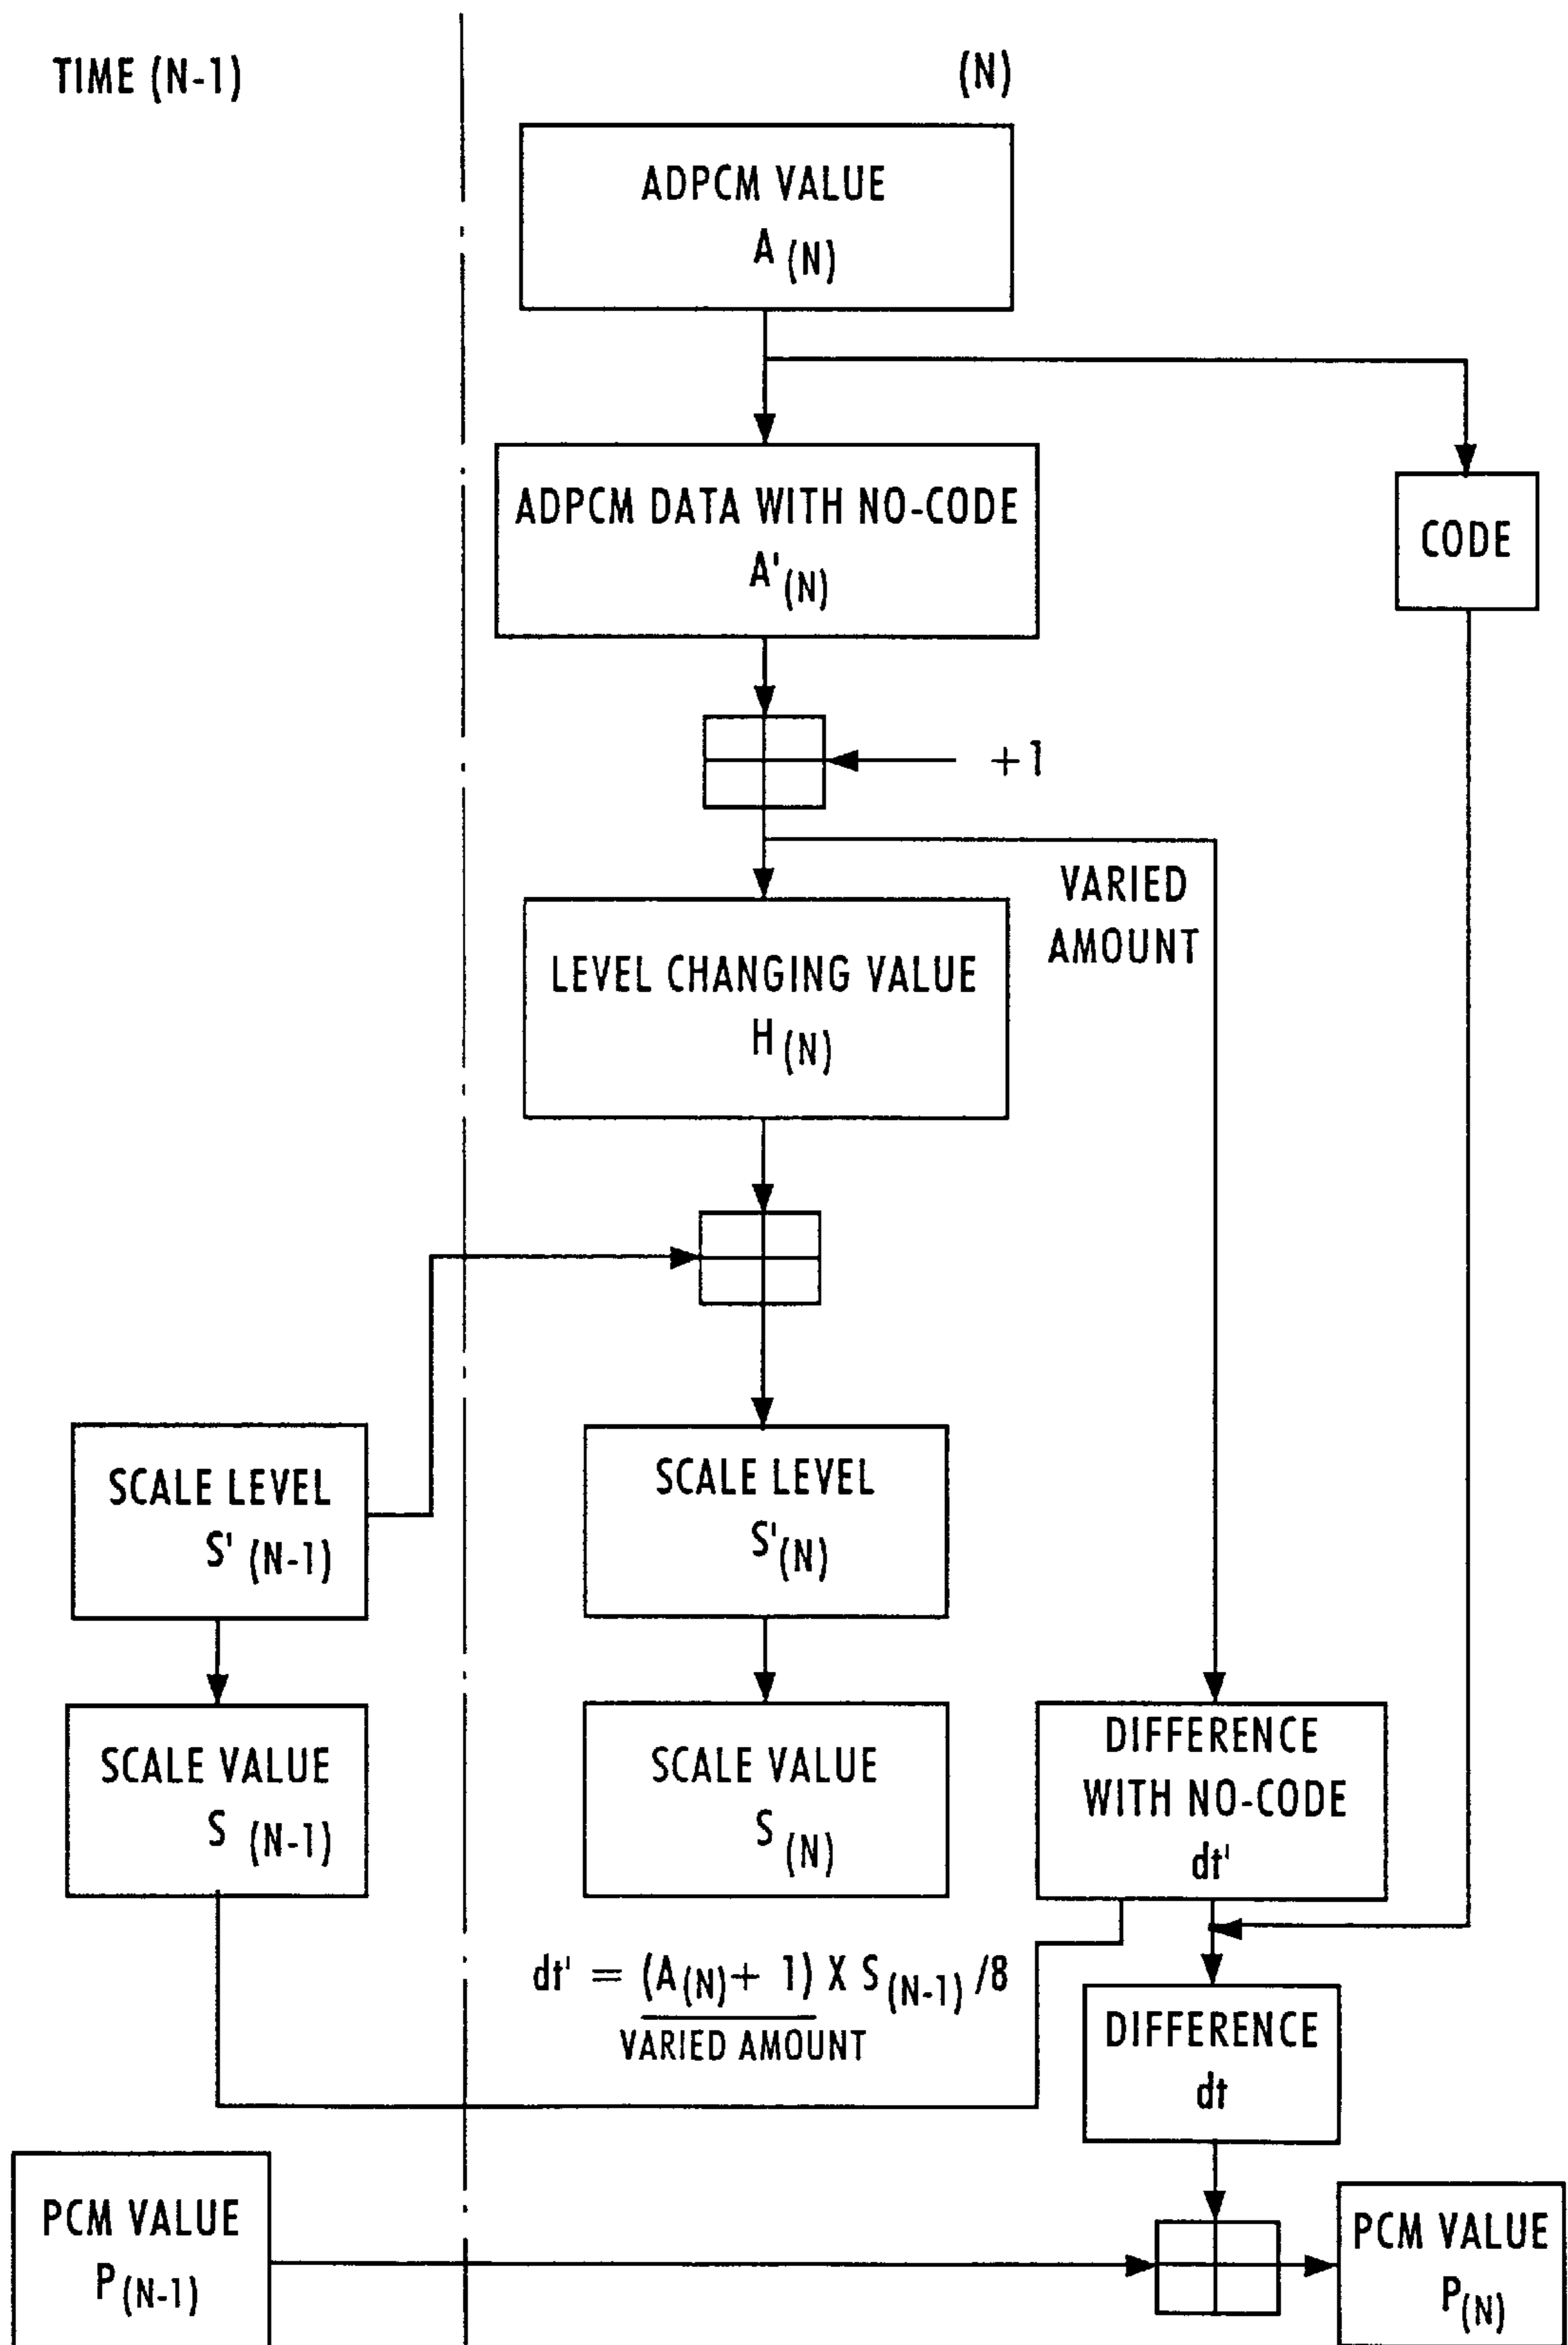 TIME (N-1)
(N)
ADPCM VALUE
A (N)
ADPCM DATA WITH NO-CODE
A'(N)
CODE
+1
VARIED
AMOUNT
LEVEL CHANGING VALUE
H (N)
SCALE LEVEL
S' (N-1)
SCALE LEVEL
S'(N)
SCALE VALUE
S (N-1)
SCALE VALUE
S (N)
DIFFERENCE
WITH NO-CODE
dt'
dt' = (A(N)+ 1) X S(N-1) /8
VARIED AMOUNT
DIFFERENCE
dt
PCM VALUE
P(N-1)
PCM VALUE
P(N)